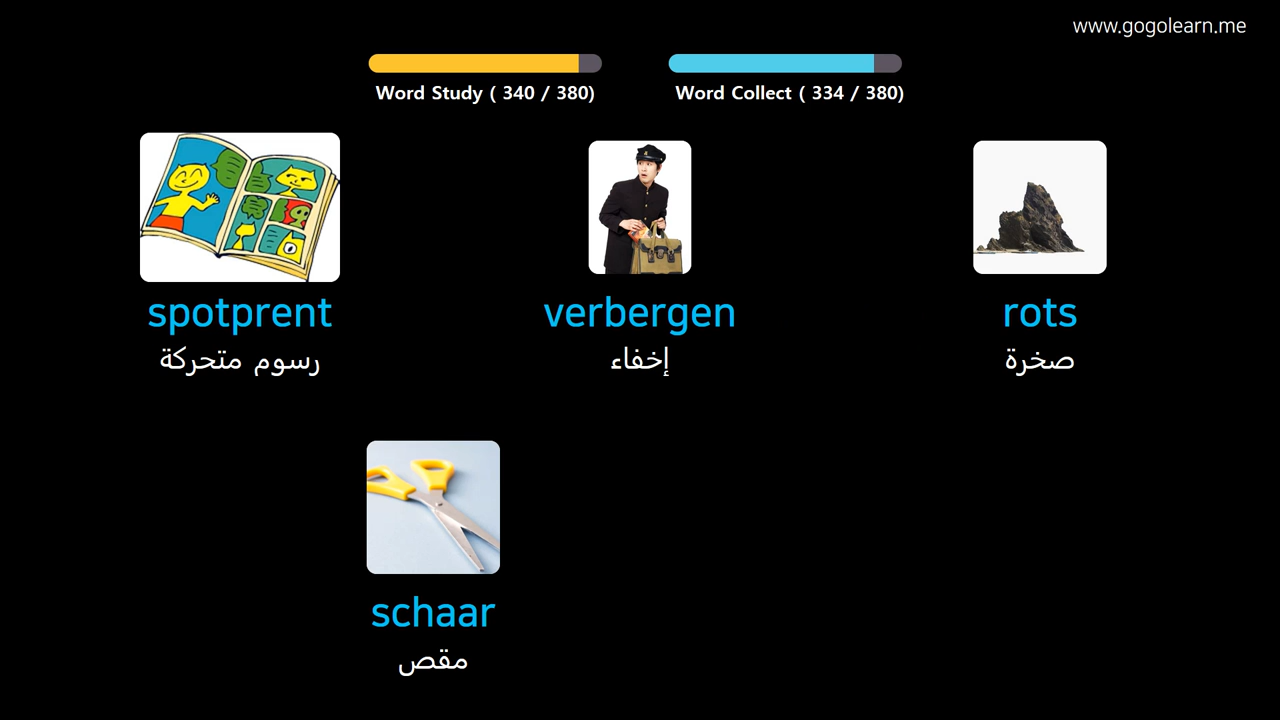 www.gogolearn.me
Word Study ( 340 / 380)
Word Collect ( 334 / 380)
spotprent
رسوم متحركة
verbergen
إخفاء
rots
صخرة
schaar
مقص